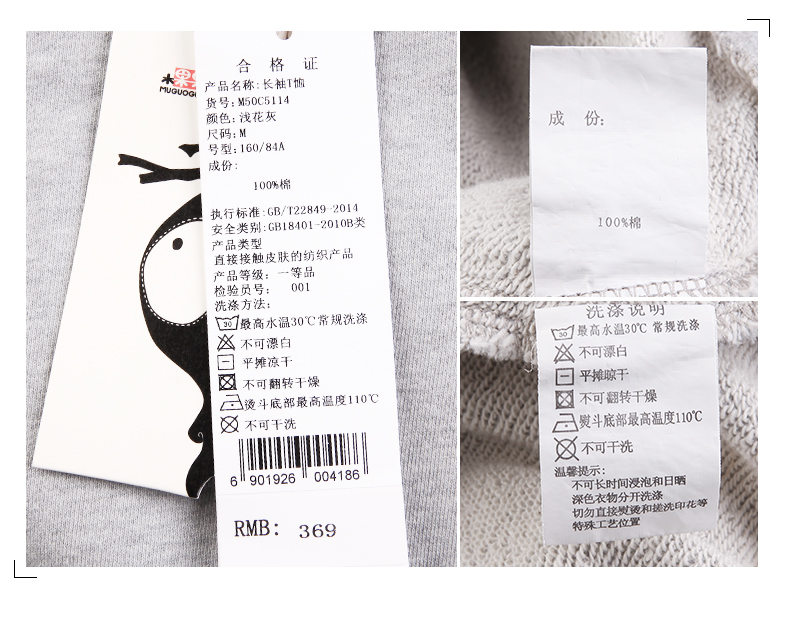 木果
MUGUOG
合格证
产品名称:长袖T恤
货号:M50C5114
颜色:浅花灰
尺码:M
号型:160/84A
成份:
100%棉
执行标准:GB/T22849-2014
安全类别:GB18401-2010B类
产品类型
直接接触皮肤的纺织产品
产品等级: 一等品
检验员号: 001
洗涤方法:
30 最高水温30℃常规洗涤
不可漂白
平摊凉干
不可翻转干燥
烫斗底部最高温度110℃
不可干洗
6 901926 004186
RMB: 369
成 份:
100%棉
洗涤说明
30 最高水温30℃ 常规洗涤
不可漂白
平摊晾干
不可翻转干燥
熨斗底部最高温度110℃
不可干洗
温馨提示:
不可长时间浸泡和日晒
深色衣物分开洗涤
切勿直接熨烫和搓洗印花等
特殊工艺位置